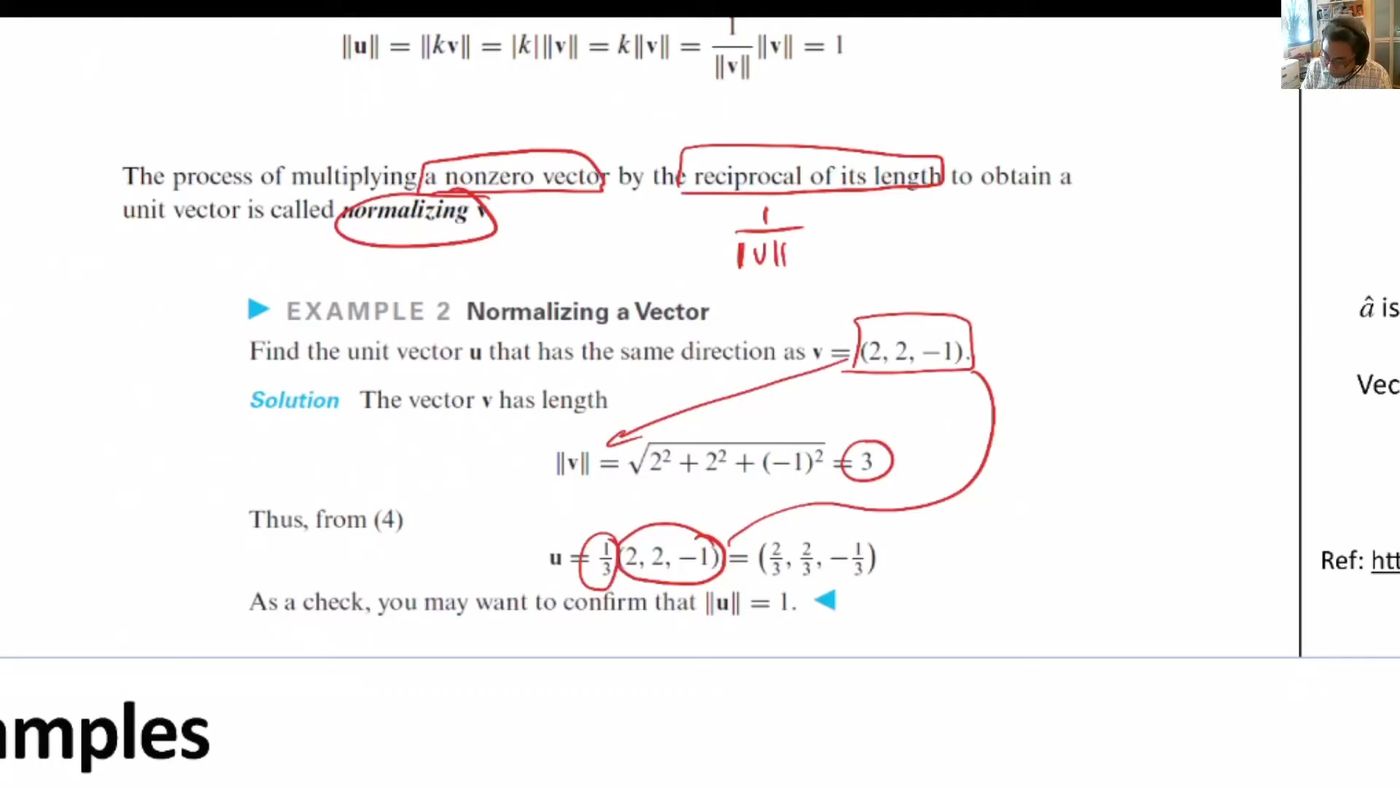 ‖u‖ = ‖kv‖ = |k|‖v‖ = k‖v‖ = 1/‖v‖ ‖v‖ = 1
The process of multiplying a nonzero vector by the reciprocal of its length to obtain a
unit vector is called normalizing v
1/‖v‖
EXAMPLE 2 Normalizing a Vector
Find the unit vector u that has the same direction as v = (2, 2, −1).
Solution The vector v has length
‖v‖ = √2² + 2² + (−1)² = 3
Thus, from (4)
u = 1/3(2, 2, −1) = (2/3, 2/3, −1/3)
As a check, you may want to confirm that ‖u‖ = 1.
â is
Vec
Ref: htt
amples